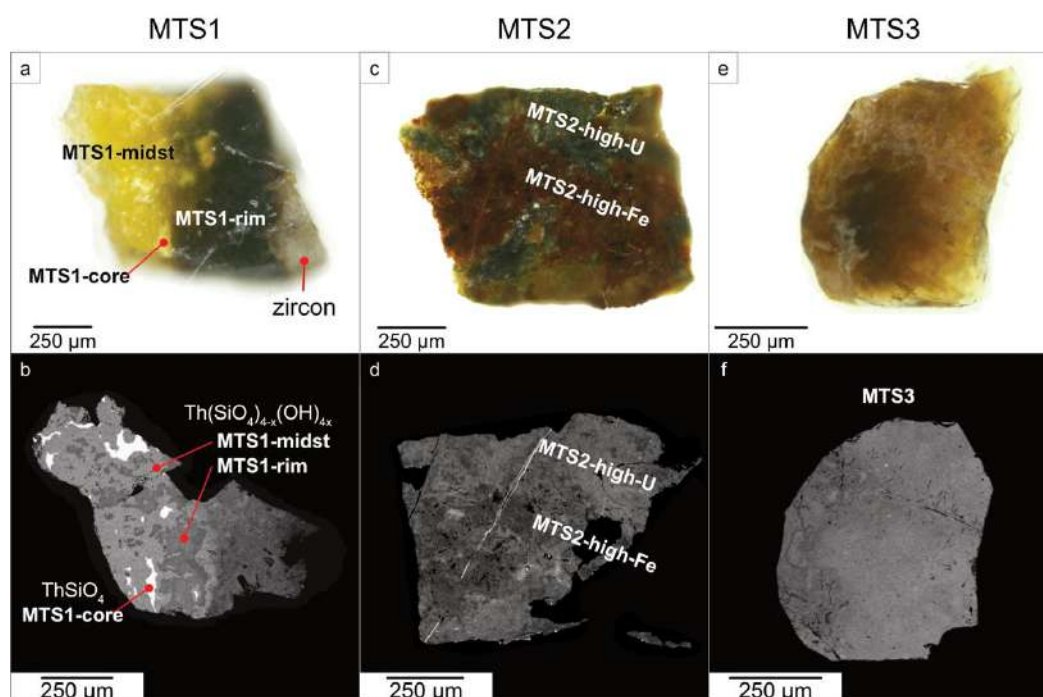 MTS1
MTS2
MTS3
a
MTS1-midst
MTS1-rim
MTS1-core
zircon
250 µm
c
MTS2-high-U
MTS2-high-Fe
250 µm
e
250 µm
b
Th(SiO₄)₄₋ₓ(OH)₄ₓ
MTS1-midst
MTS1-rim
ThSiO₄
MTS1-core
250 µm
d
MTS2-high-U
MTS2-high-Fe
250 µm
f
MTS3
250 µm